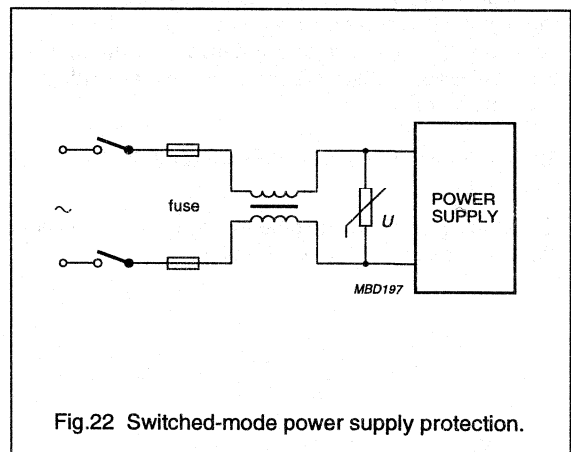 fuse
~
U
POWER
SUPPLY
MBD197
Fig.22 Switched-mode power supply protection.